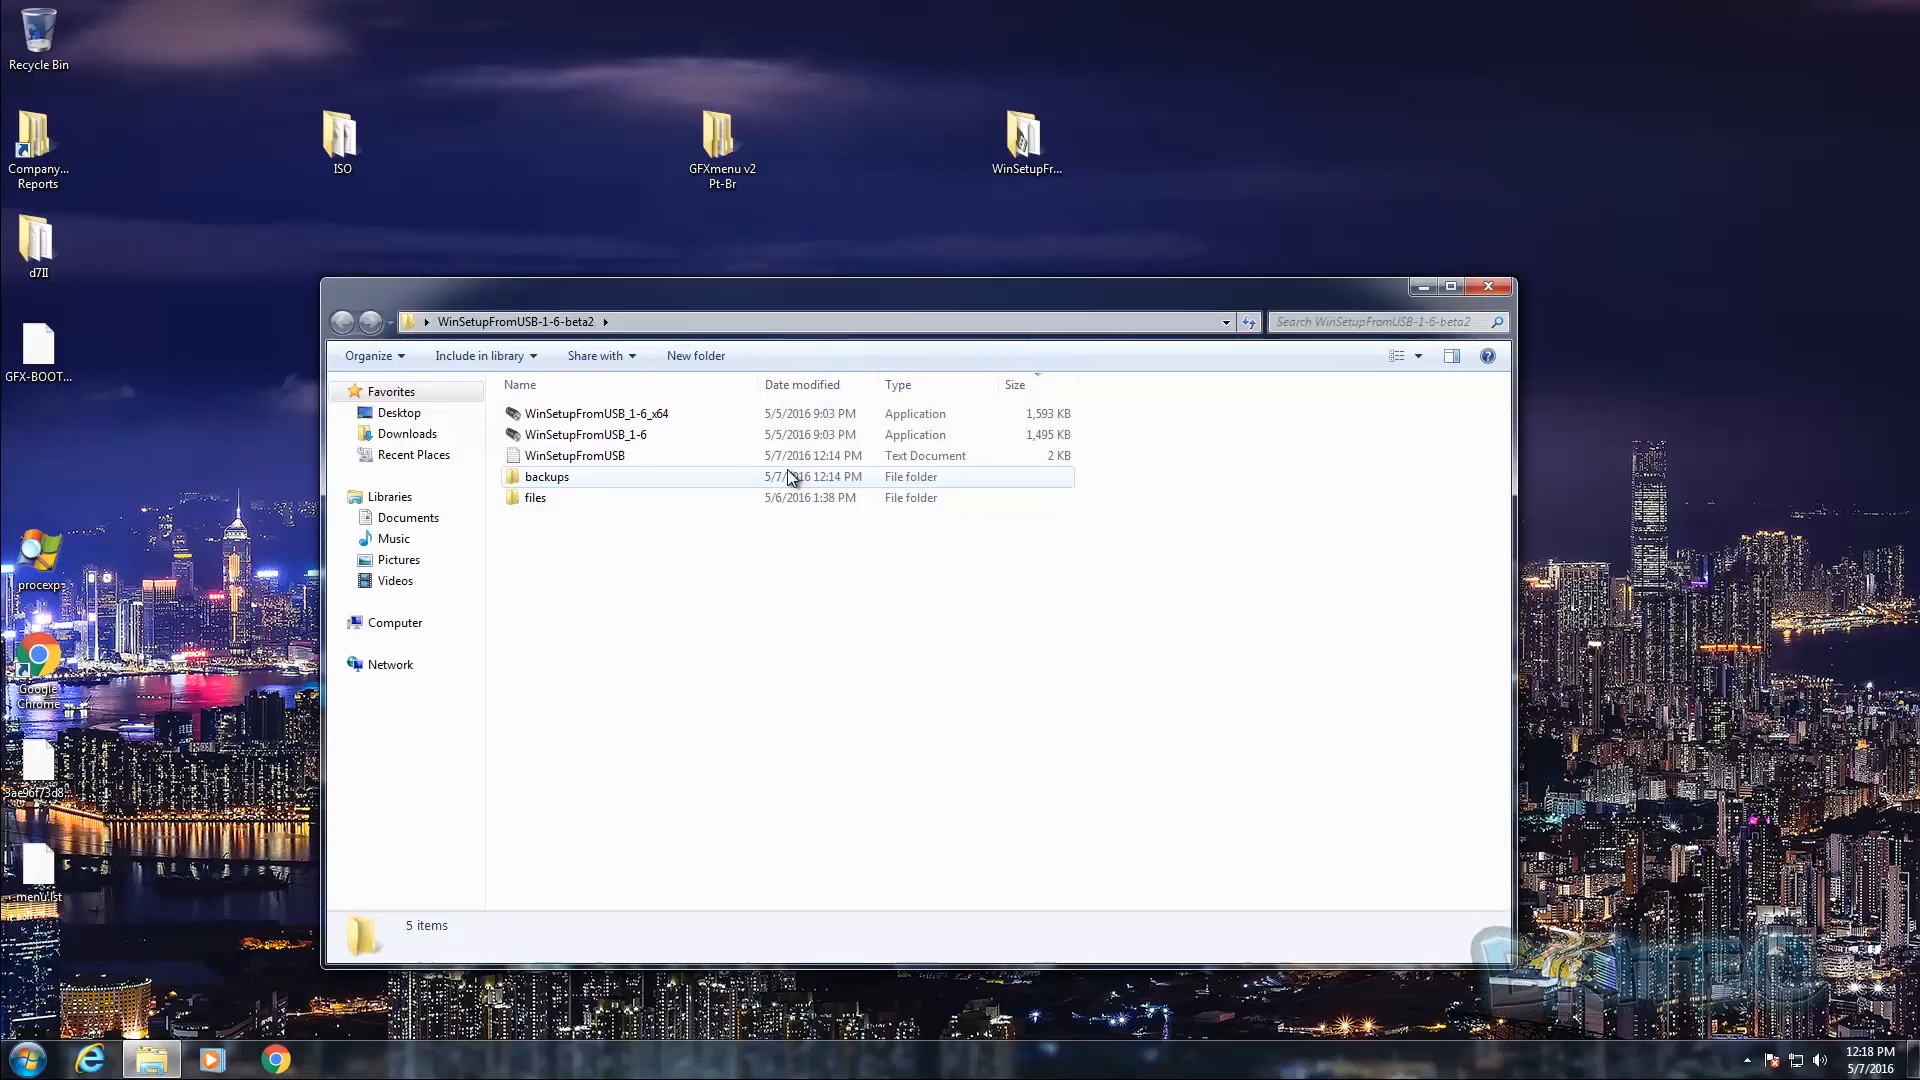 Recycle Bin
Company...
Reports
ISO
GFXmenu v2
Pt-Br
WinSetupFr...
d7II
GFX-BOOT...
procexp
Google
Chrome
3ae96f73d8...
menu.lst
WinSetupFromUSB-1-6-beta2
Search WinSetupFromUSB-1-6-beta2
Organize Include in library Share with New folder
Favorites
Desktop
Downloads
Recent Places
Libraries
Documents
Music
Pictures
Videos
Computer
Network
Name Date modified Type Size
WinSetupFromUSB_1-6_x64 5/5/2016 9:03 PM Application 1,593 KB
WinSetupFromUSB_1-6 5/5/2016 9:03 PM Application 1,495 KB
WinSetupFromUSB 5/7/2016 12:14 PM Text Document 2 KB
backups 5/7/2016 12:14 PM File folder
files 5/6/2016 1:38 PM File folder
5 items
12:18 PM
5/7/2016